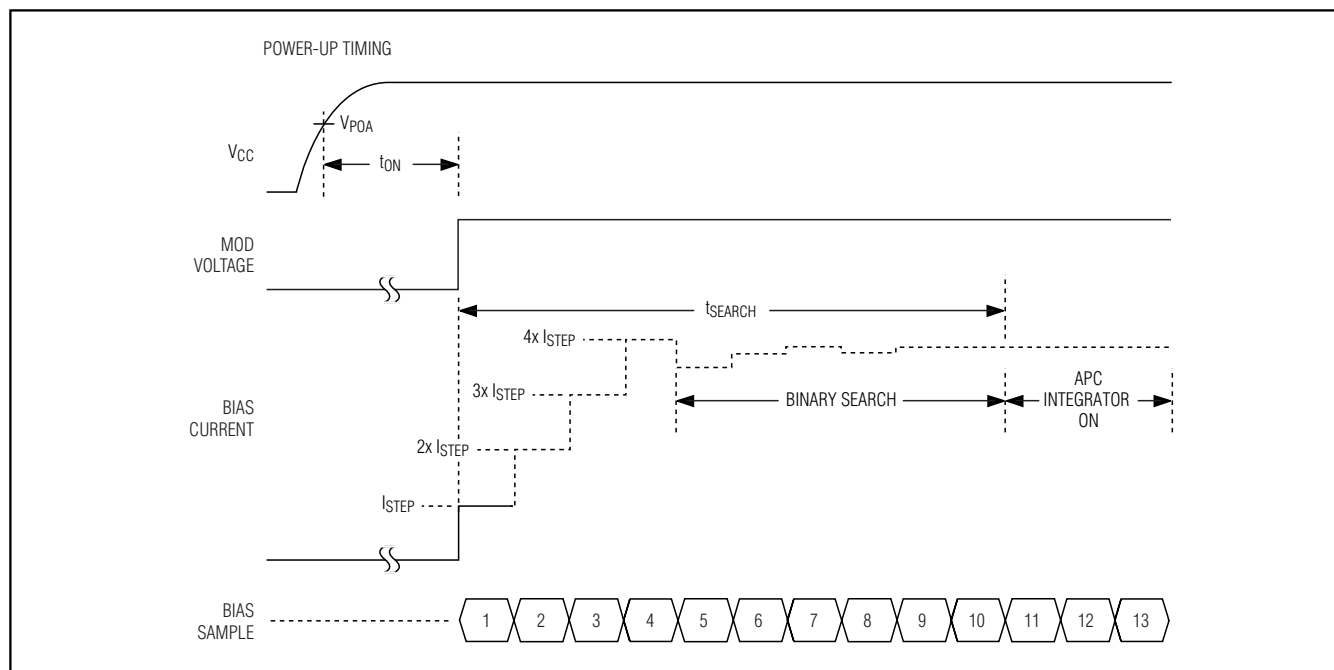 POWER-UP TIMING
VPOA
VCC
tON
MOD
VOLTAGE
tSEARCH
4x ISTEP
3x ISTEP
BINARY SEARCH
APC
INTEGRATOR
ON
BIAS
CURRENT
2x ISTEP
ISTEP
BIAS
SAMPLE
1 2 3 4 5 6 7 8 9 10 11 12 13